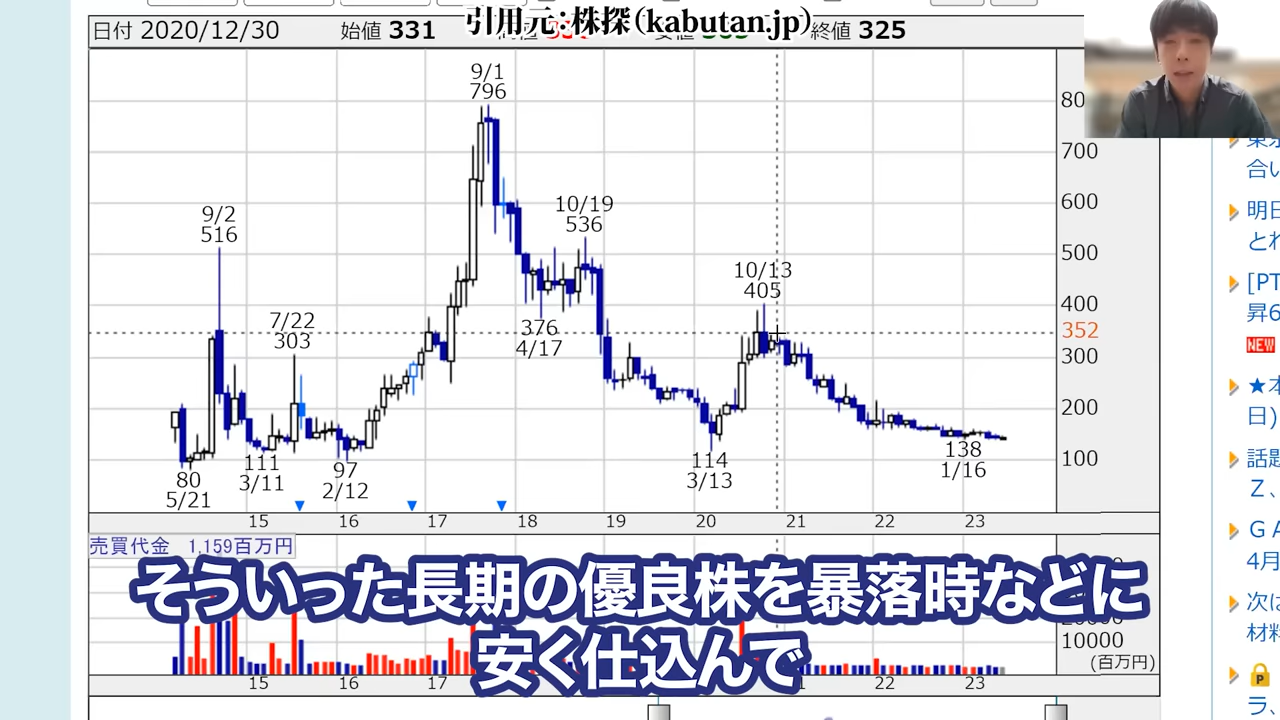 引用元:株探(kabutan.jp)
日付 2020/12/30 始値 331 終値 325
9/1
796
9/2
516
10/19
536
7/22
303
10/13
405
376
4/17
80
5/21
111
3/11
97
2/12
114
3/13
138
1/16
700
600
500
400
352
300
200
100
15 16 17 18 19 20 21 22 23
売買代金 1,159百万円
10000
(百万円)
15 16 17 22 23
そういった長期の優良株を暴落時などに
安く仕込んで
合い
明日
とれ
[PT
昇6
NEW
★本
日)
話題
Z、
GA
4月
次は
材料
P
ラ、